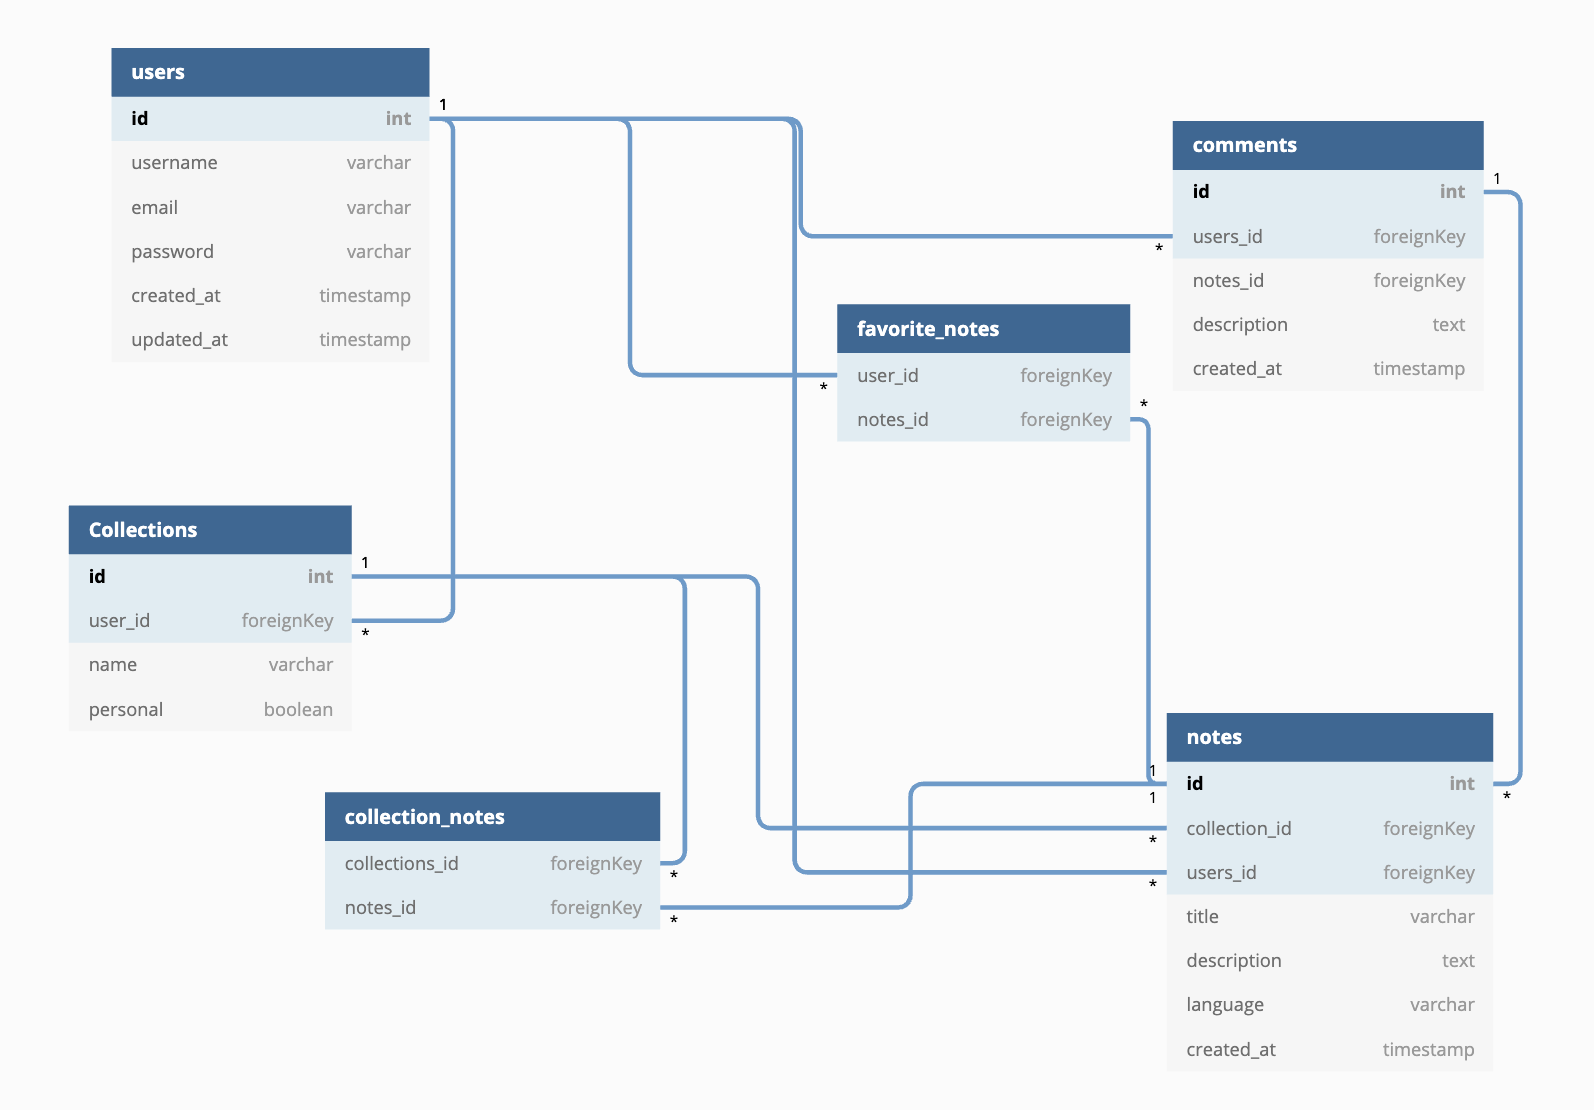 users
id int
1
username varchar
email varchar
password varchar
created_at timestamp
updated_at timestamp
comments
id int
1
users_id foreignKey
*
notes_id foreignKey
description text
created_at timestamp
favorite_notes
user_id foreignKey
*
notes_id foreignKey
*
Collections
id int
1
user_id foreignKey
*
name varchar
personal boolean
collection_notes
collections_id foreignKey
*
notes_id foreignKey
*
notes
1
id int
1
*
collection_id foreignKey
*
users_id foreignKey
*
title varchar
description text
language varchar
created_at timestamp